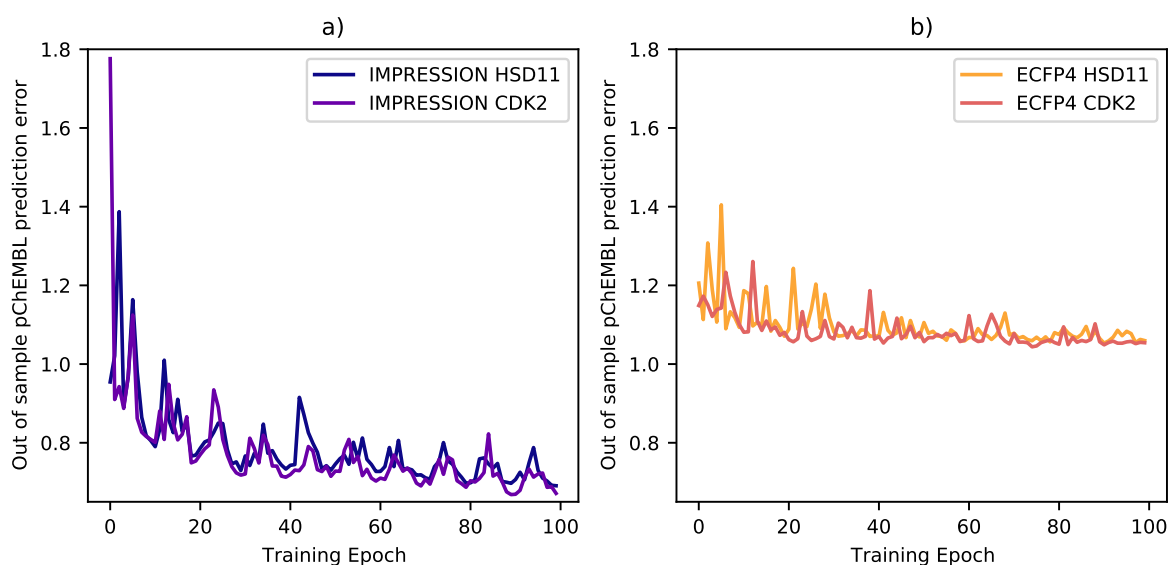 a)
Out of sample pChEMBL prediction error
1.8
1.6
1.4
1.2
1.0
0.8
IMPRESSION HSD11
IMPRESSION CDK2
0
20
40
60
80
100
Training Epoch
b)
Out of sample pChEMBL prediction error
1.8
1.6
1.4
1.2
1.0
0.8
ECFP4 HSD11
ECFP4 CDK2
0
20
40
60
80
100
Training Epoch